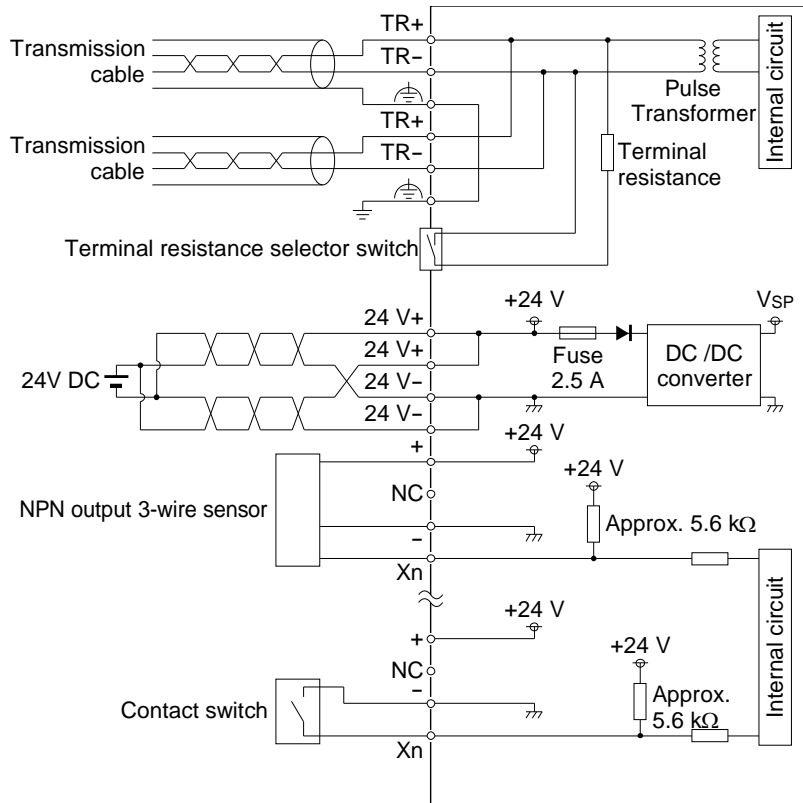 TR+
Transmission
cable
TR−
Internal circuit
Pulse
Transformer
TR+
Transmission
cable
TR−
Terminal
resistance
Terminal resistance selector switch
24 V+
+24 V
VSP
24 V+
Fuse
2.5 A
DC /DC
converter
24V DC
24 V−
24 V−
+
+24 V
NPN output 3-wire sensor
NC
+24 V
Approx. 5.6 kΩ
−
Xn
Internal circuit
+
+24 V
NC
+24 V
−
Contact switch
Approx.
5.6 kΩ
Xn